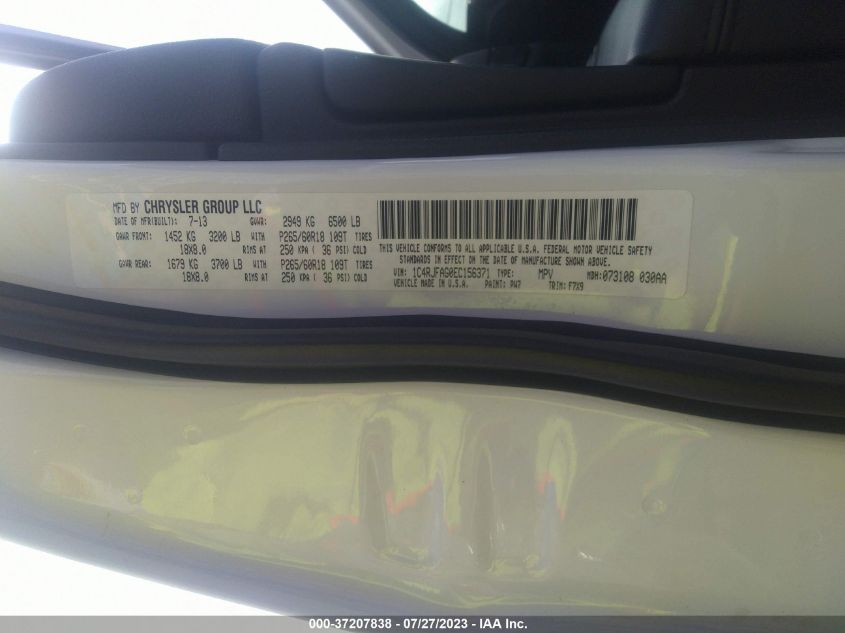 MFD BY CHRYSLER GROUP LLC
DATE OF MFR(BUILT): 7-13 GVWR: 2949 KG 6500 LB
GAWR FRONT: 1452 KG 3200 LB WITH P265/60R18 109T TIRES
18X8.0 RIMS AT 250 KPA ( 36 PSI) COLD
GAWR REAR: 1679 KG 3700 LB WITH P265/60R18 109T TIRES
18X8.0 RIMS AT 250 KPA ( 36 PSI) COLD
THIS VEHICLE CONFORMS TO ALL APPLICABLE U.S.A. FEDERAL MOTOR VEHICLE SAFETY
STANDARDS IN EFFECT ON THE DATE OF MANUFACTURE SHOWN ABOVE.
VIN: 1C4RJFAG0EC156371 TYPE: MPV MDH: 073108 030AA
VEHICLE MADE IN U.S.A. PAINT: PW7 TRIM: F7X9
000-37207838 - 07/27/2023 - IAA Inc.